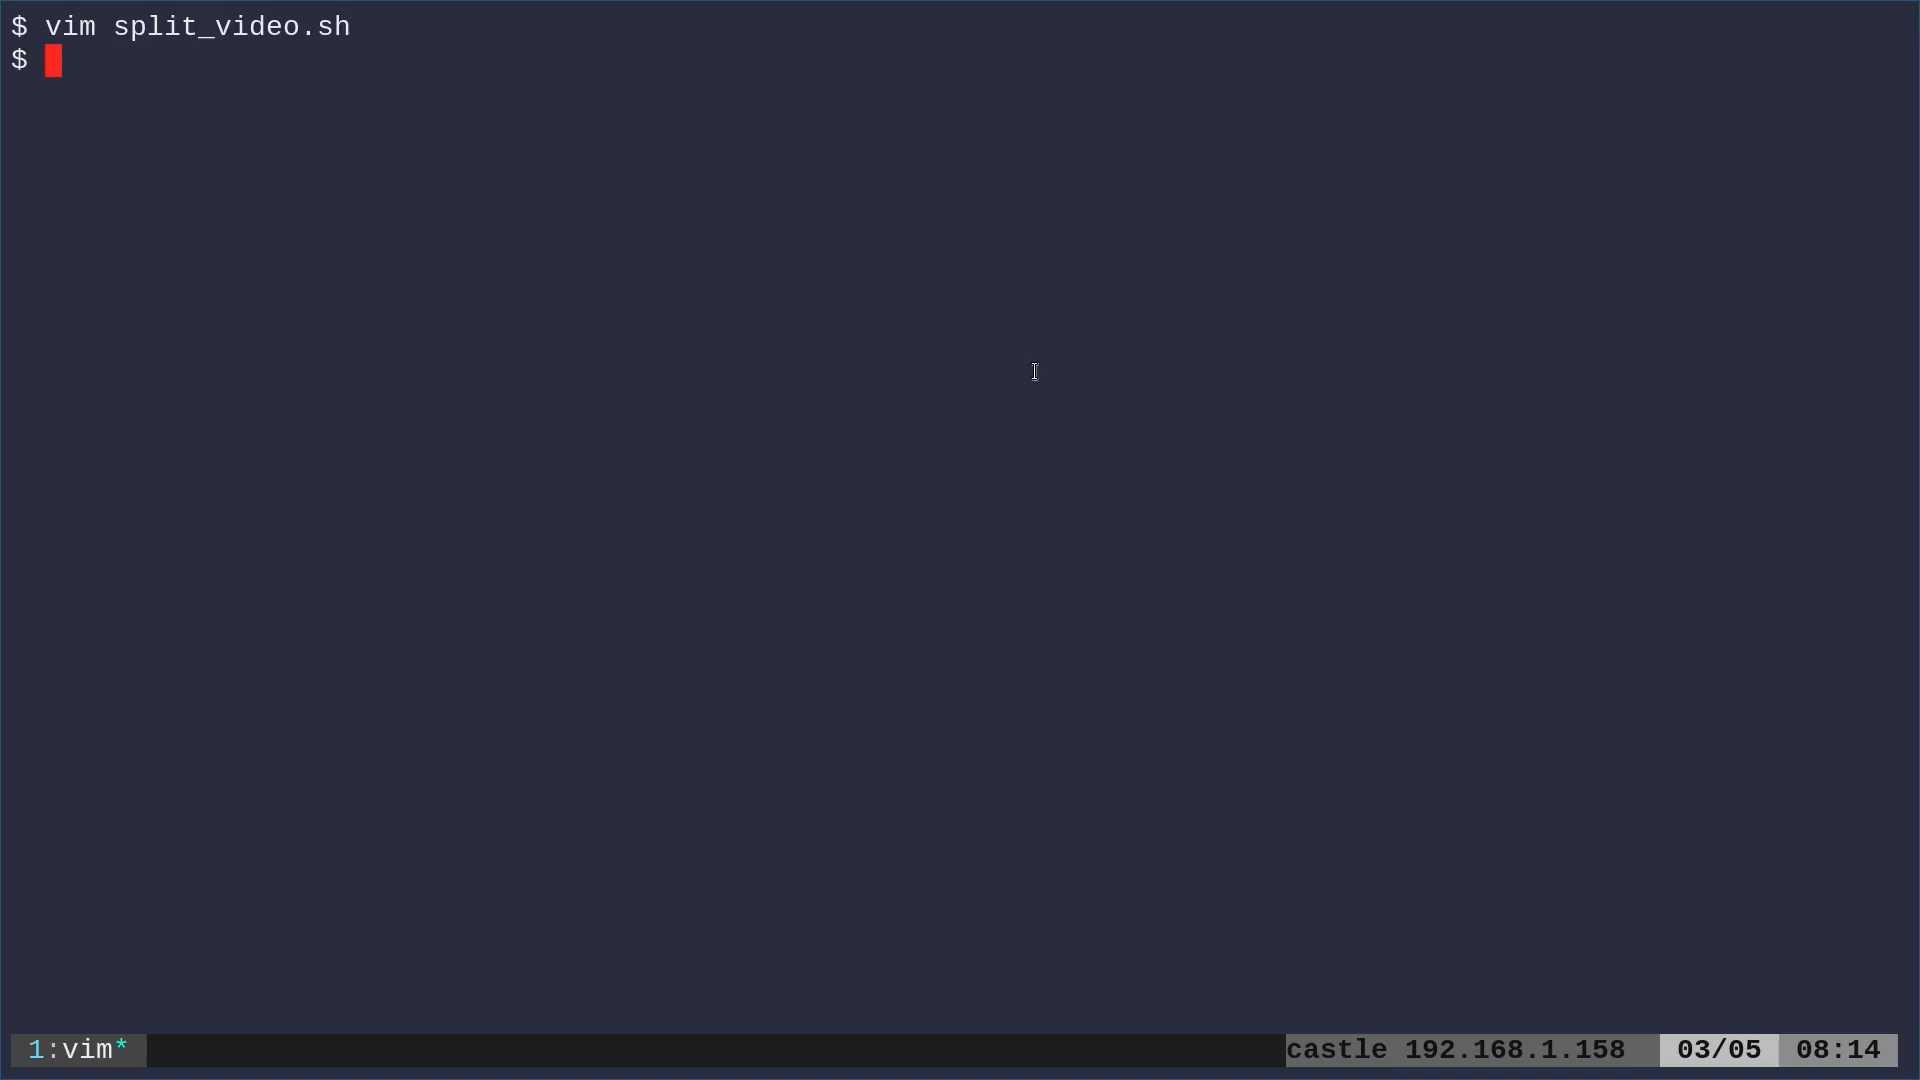 $ vim split_video.sh
$
1:vim* castle 192.168.1.158 03/05 08:14